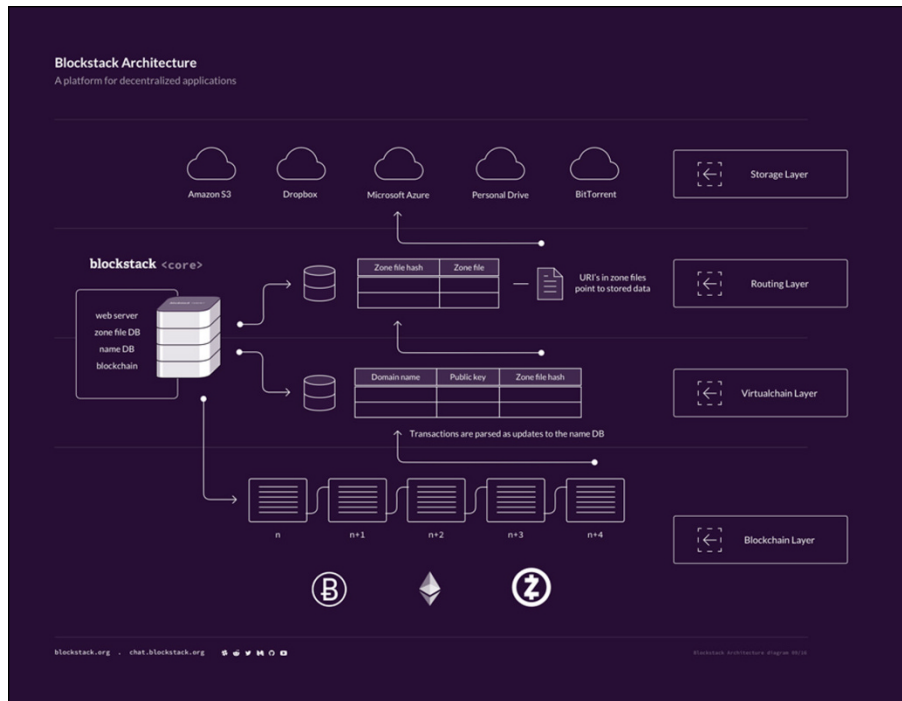 Blockstack Architecture
A platform for decentralized applications
Amazon S3
Dropbox
Microsoft Azure
Personal Drive
BitTorrent
Storage Layer
blockstack <core>
web server
zone file DB
name DB
blockchain
Zone file hash
Zone file
URI's in zone files
point to stored data
Routing Layer
Domain name
Public key
Zone file hash
Virtualchain Layer
Transactions are parsed as updates to the name DB
n
n+1
n+2
n+3
n+4
Blockchain Layer
blockstack.org . chat.blockstack.org
Blockstack Architecture diagram